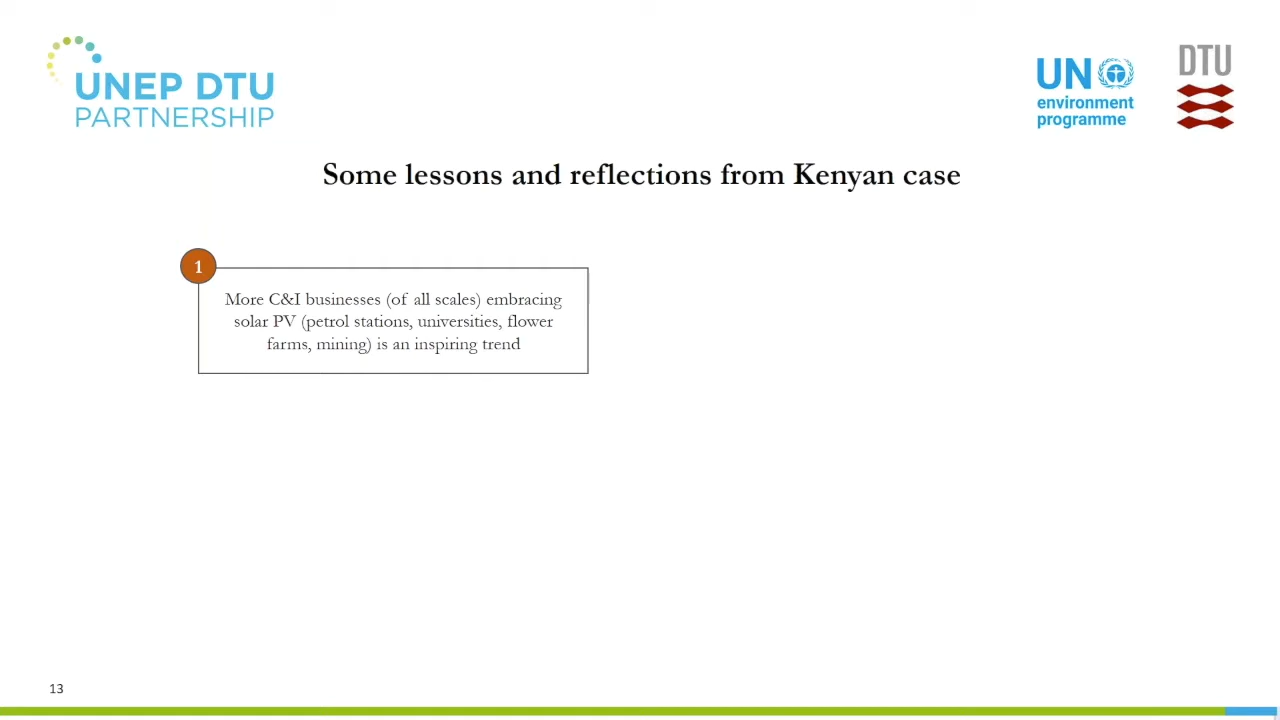 UNEP DTU
PARTNERSHIP
UN
environment
programme
DTU
Some lessons and reflections from Kenyan case
1
More C&I businesses (of all scales) embracing
solar PV (petrol stations, universities, flower
farms, mining) is an inspiring trend
13